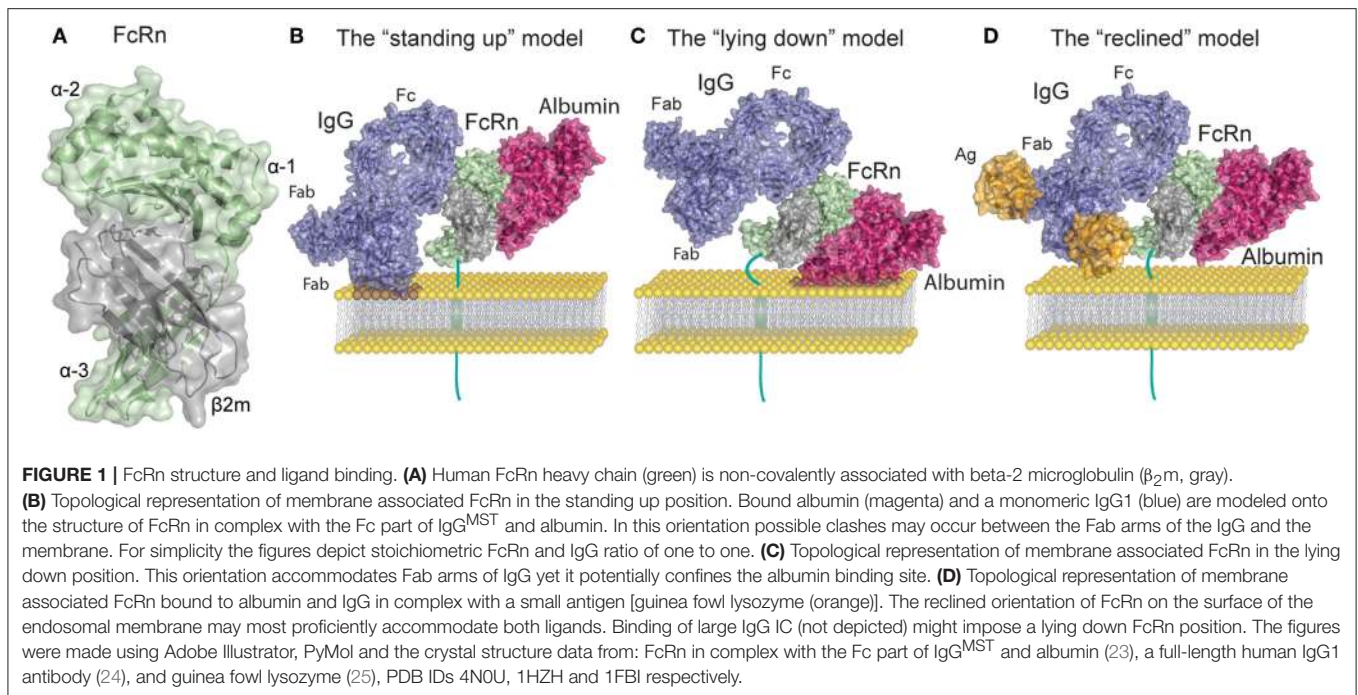 A
FcRn
α-2
α-1
α-3
β2m
B
The "standing up" model
Fc
IgG
FcRn
Albumin
Fab
Fab
C
The "lying down" model
Fc
IgG
Fab
FcRn
Fab
Albumin
D
The "reclined" model
Fc
IgG
FcRn
Ag
Fab
Albumin
FIGURE 1 | FcRn structure and ligand binding. (A) Human FcRn heavy chain (green) is non-covalently associated with beta-2 microglobulin (β₂m, gray).
(B) Topological representation of membrane associated FcRn in the standing up position. Bound albumin (magenta) and a monomeric IgG1 (blue) are modeled onto
the structure of FcRn in complex with the Fc part of IgG^MST and albumin. In this orientation possible clashes may occur between the Fab arms of the IgG and the
membrane. For simplicity the figures depict stoichiometric FcRn and IgG ratio of one to one. (C) Topological representation of membrane associated FcRn in the lying
down position. This orientation accommodates Fab arms of IgG yet it potentially confines the albumin binding site. (D) Topological representation of membrane
associated FcRn bound to albumin and IgG in complex with a small antigen [guinea fowl lysozyme (orange)]. The reclined orientation of FcRn on the surface of the
endosomal membrane may most proficiently accommodate both ligands. Binding of large IgG IC (not depicted) might impose a lying down FcRn position. The figures
were made using Adobe Illustrator, PyMol and the crystal structure data from: FcRn in complex with the Fc part of IgG^MST and albumin (23), a full-length human IgG1
antibody (24), and guinea fowl lysozyme (25), PDB IDs 4N0U, 1HZH and 1FBI respectively.